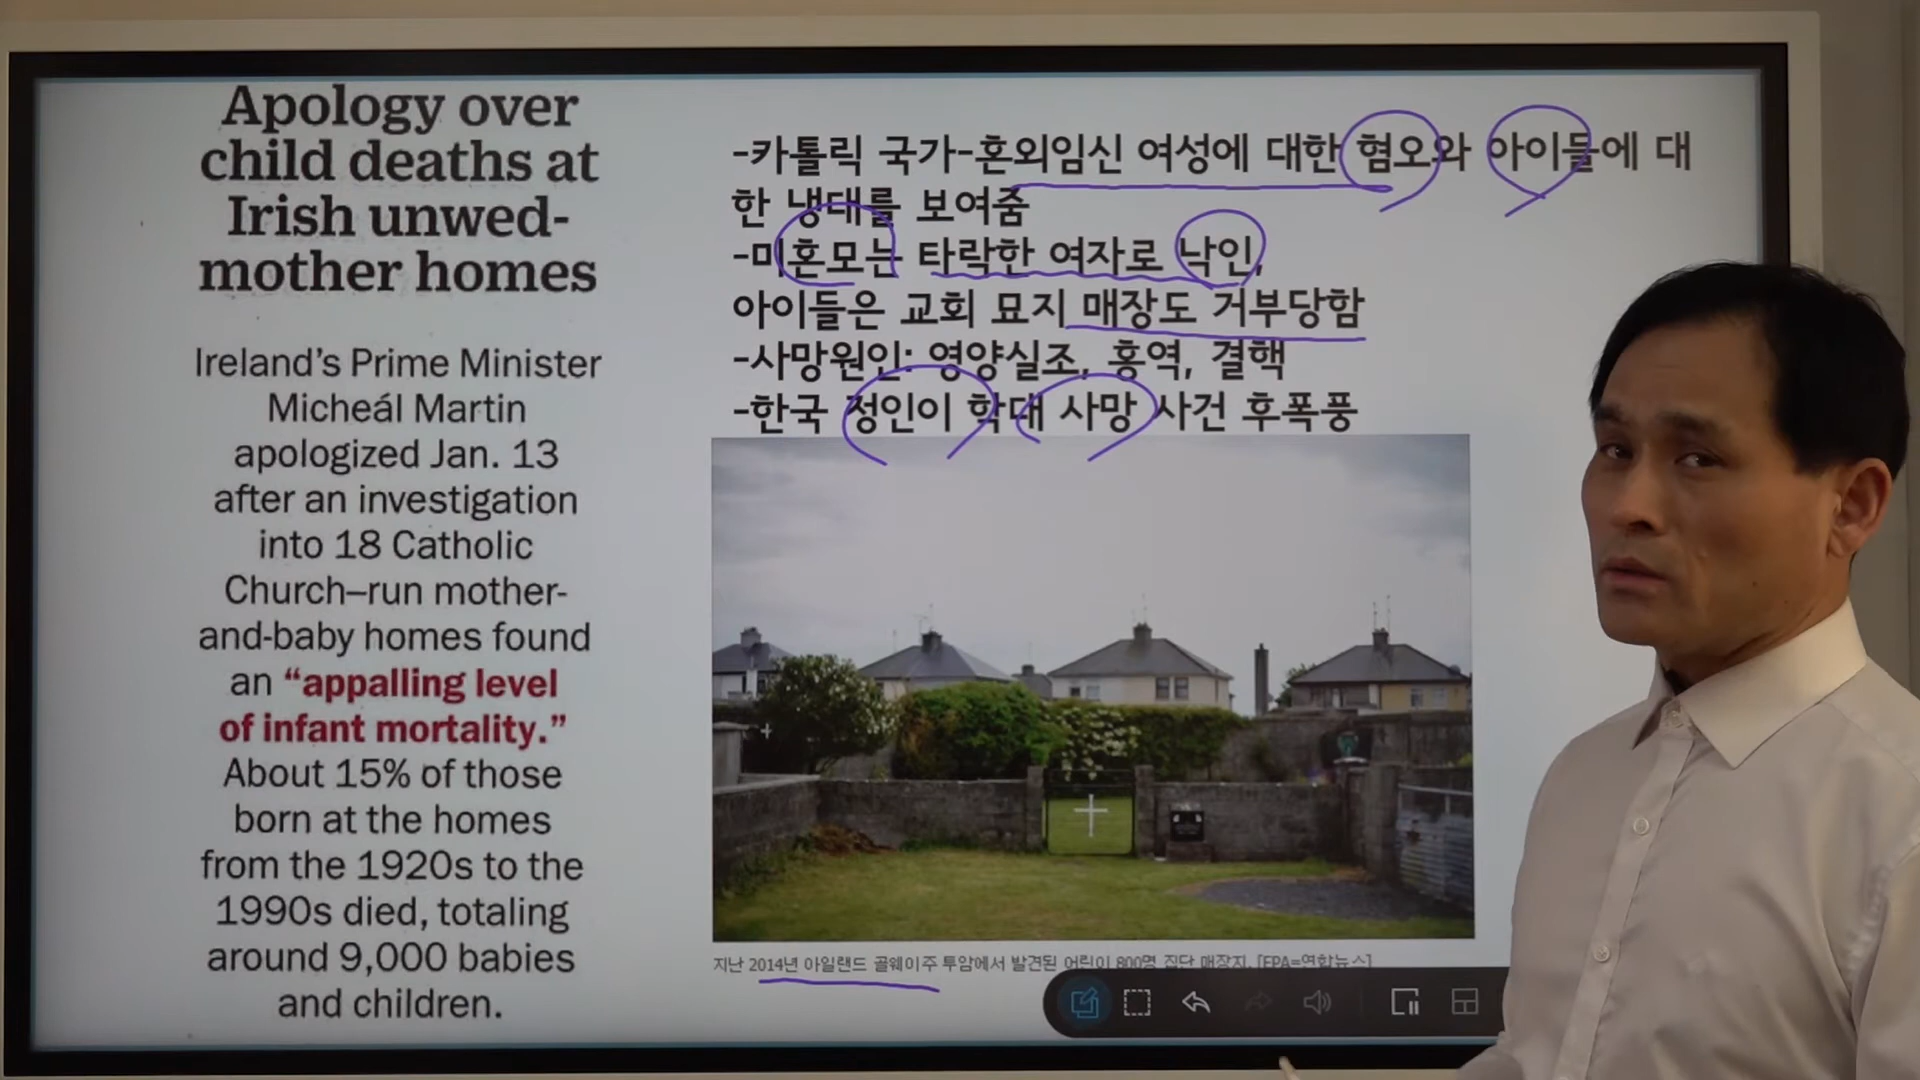 Apology over
child deaths at
Irish unwed-
mother homes
Ireland's Prime Minister
Micheál Martin
apologized Jan. 13
after an investigation
into 18 Catholic
Church–run mother-
and-baby homes found
an “appalling level
of infant mortality.”
About 15% of those
born at the homes
from the 1920s to the
1990s died, totaling
around 9,000 babies
and children.
-카톨릭 국가-혼외임신 여성에 대한 혐오와 아이들에 대
한 냉대를 보여줌
-미혼모는 타락한 여자로 낙인,
아이들은 교회 묘지 매장도 거부당함
-사망원인: 영양실조, 홍역, 결핵
-한국 정인이 학대 사망 사건 후폭풍
지난 2014년 아일랜드 골웨이주 투암에서 발견된 어린이 800명 집단 매장지. [EPA=연합뉴스]